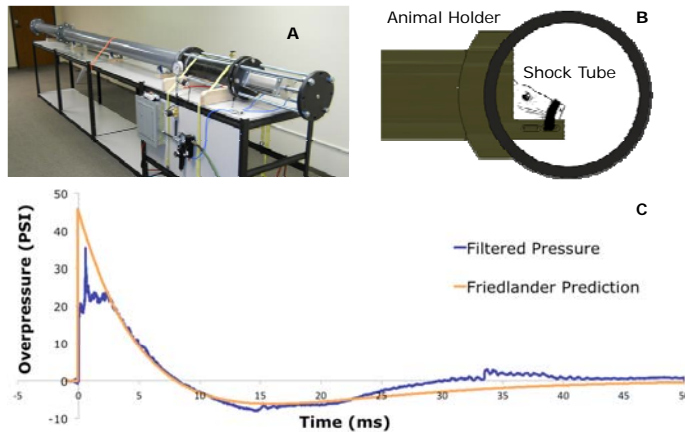 A
Animal Holder
B
Shock Tube
C
Overpressure (PSI)
50
40
30
20
10
0
-10
Filtered Pressure
Friedlander Prediction
-5 0 5 10 15 20 25 30 35 40 45 50
Time (ms)